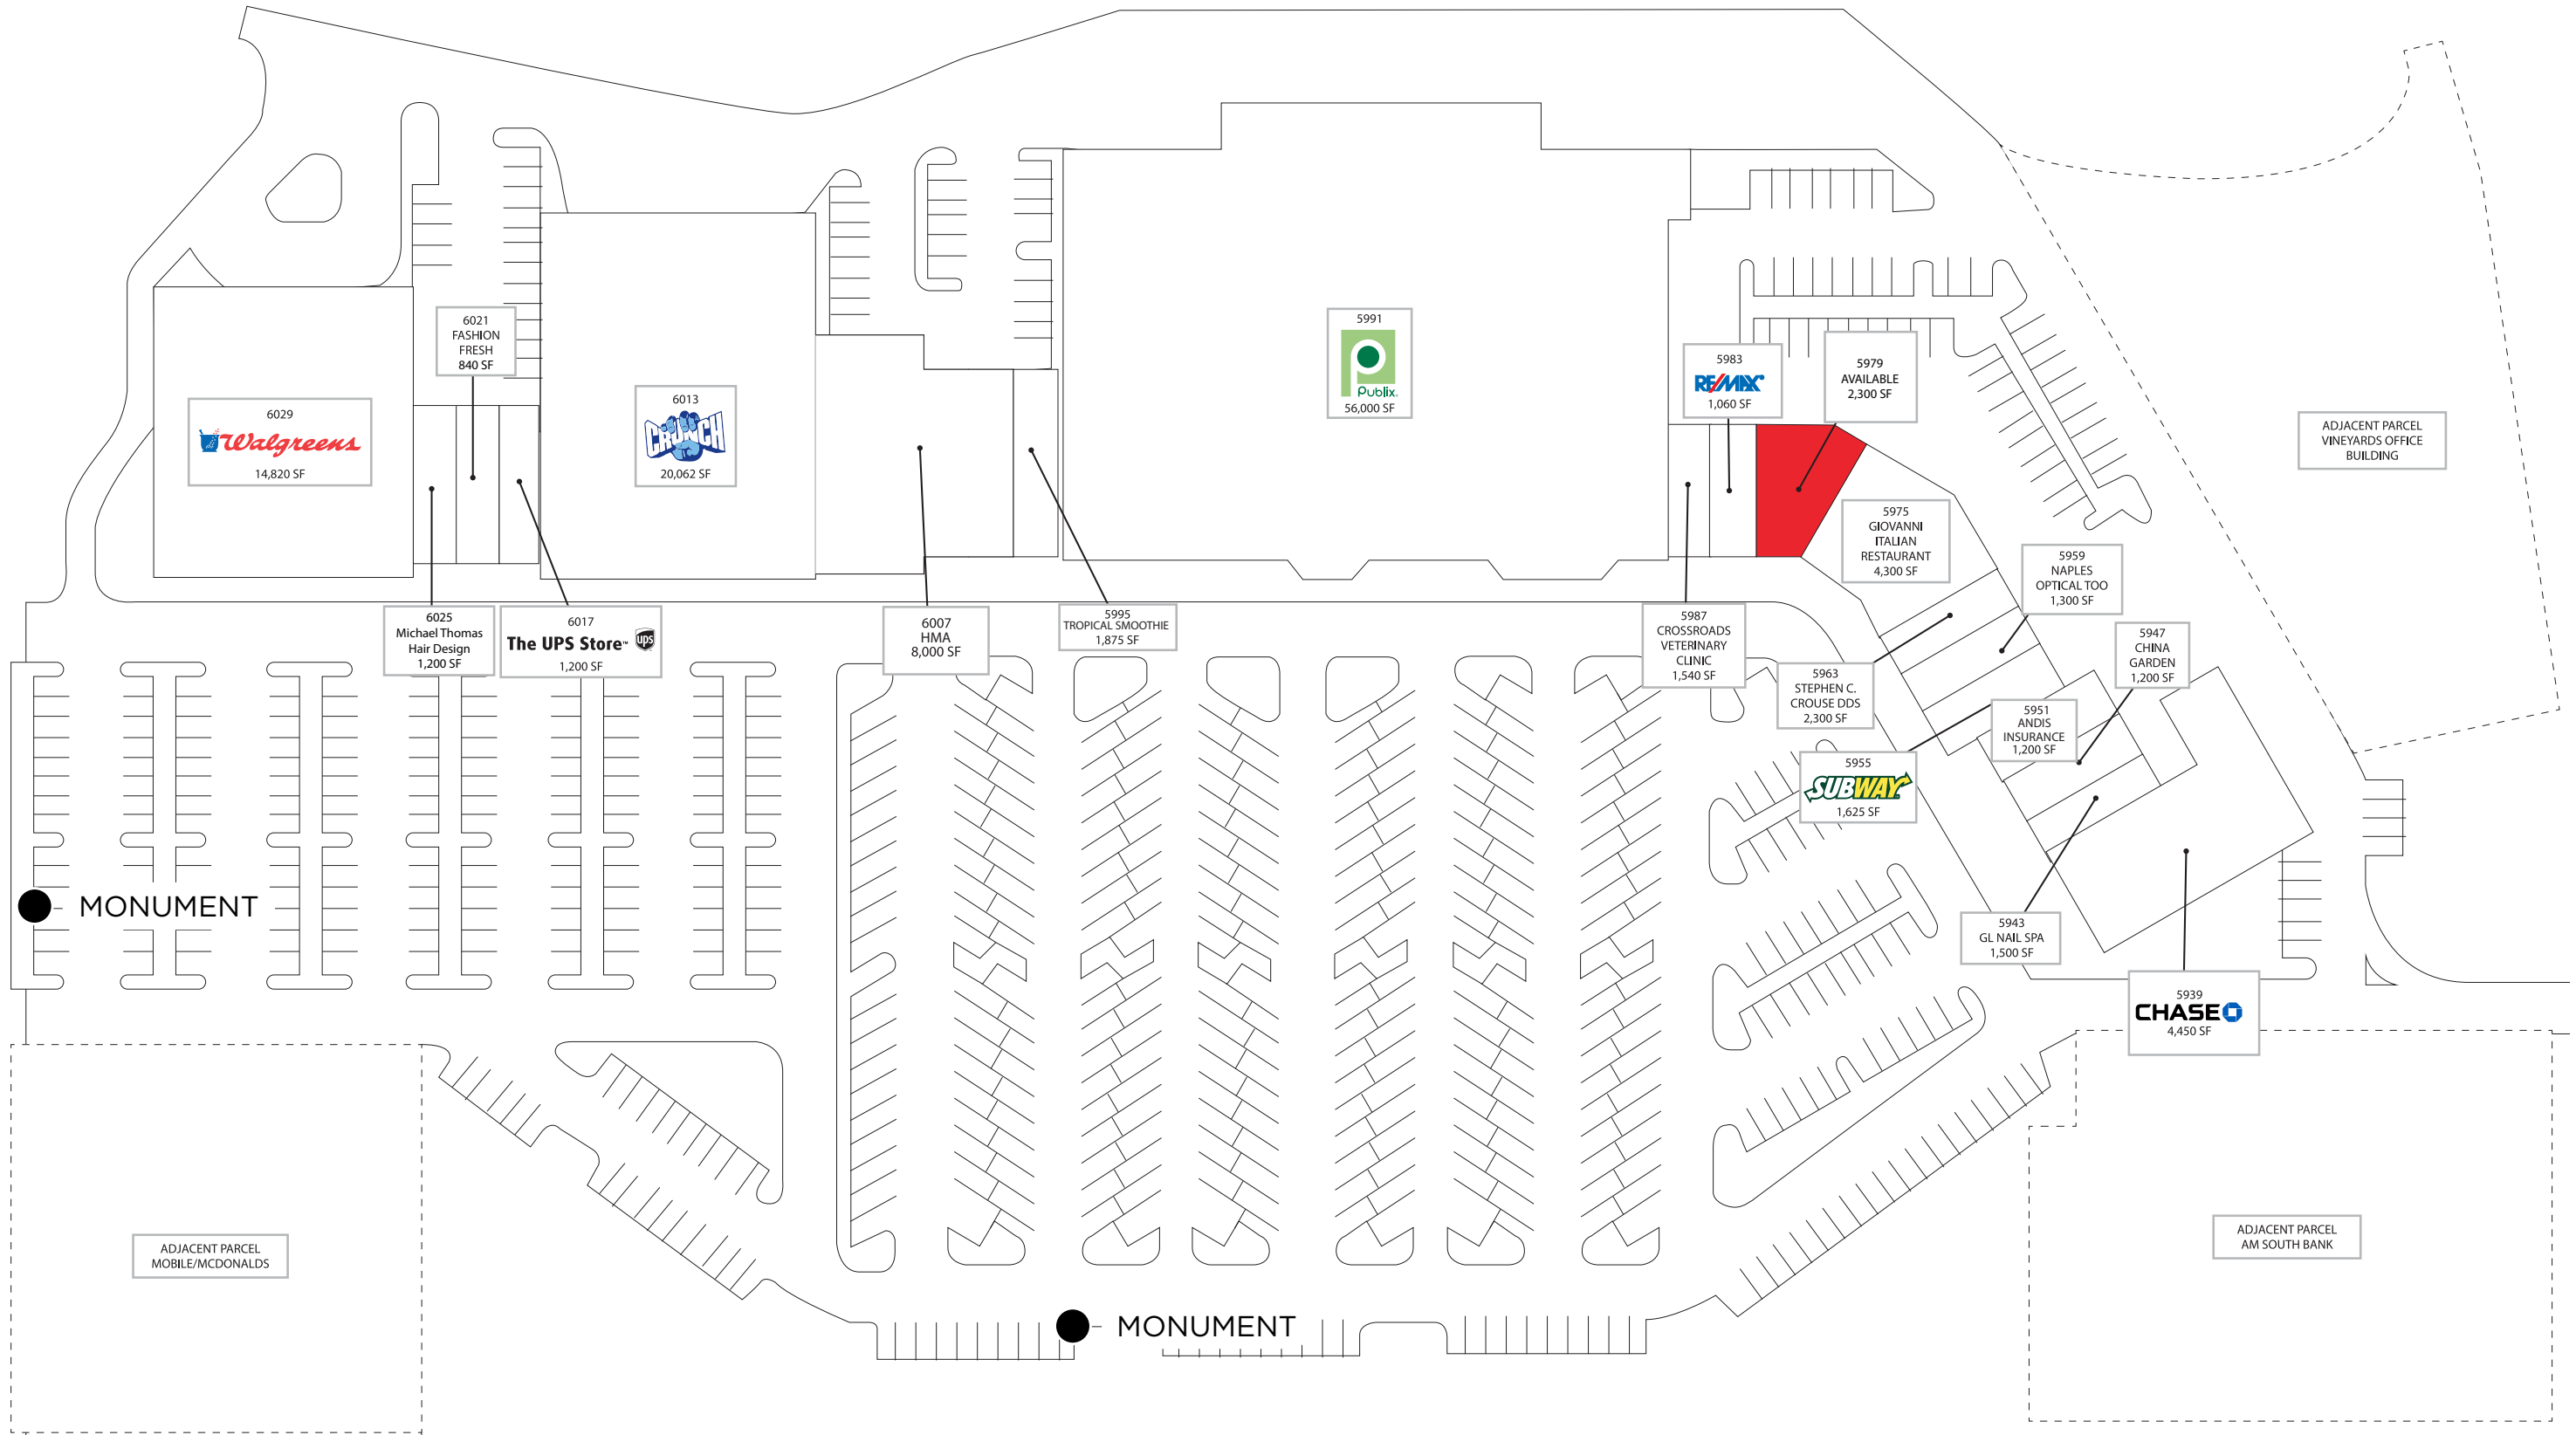 6021
FASHION
FRESH
840 SF
6029
Walgreens
14,820 SF
6013
CRUNCH
20,062 SF
5991
Publix.
56,000 SF
5983
RE/MAX
1,060 SF
5979
AVAILABLE
2,300 SF
ADJACENT PARCEL
VINEYARDS OFFICE
BUILDING
5975
GIOVANNI
ITALIAN
RESTAURANT
4,300 SF
5959
NAPLES
OPTICAL TOO
1,300 SF
6025
Michael Thomas
Hair Design
1,200 SF
6017
The UPS Store™ ups
1,200 SF
6007
HMA
8,000 SF
5995
TROPICAL SMOOTHIE
1,875 SF
5987
CROSSROADS
VETERINARY
CLINIC
1,540 SF
5963
STEPHEN C.
CROUSE DDS
2,300 SF
5947
CHINA
GARDEN
1,200 SF
5951
ANDIS
INSURANCE
1,200 SF
5955
SUBWAY
1,625 SF
MONUMENT
5943
GL NAIL SPA
1,500 SF
5939
CHASE
4,450 SF
ADJACENT PARCEL
MOBILE/MCDONALDS
ADJACENT PARCEL
AM SOUTH BANK
MONUMENT